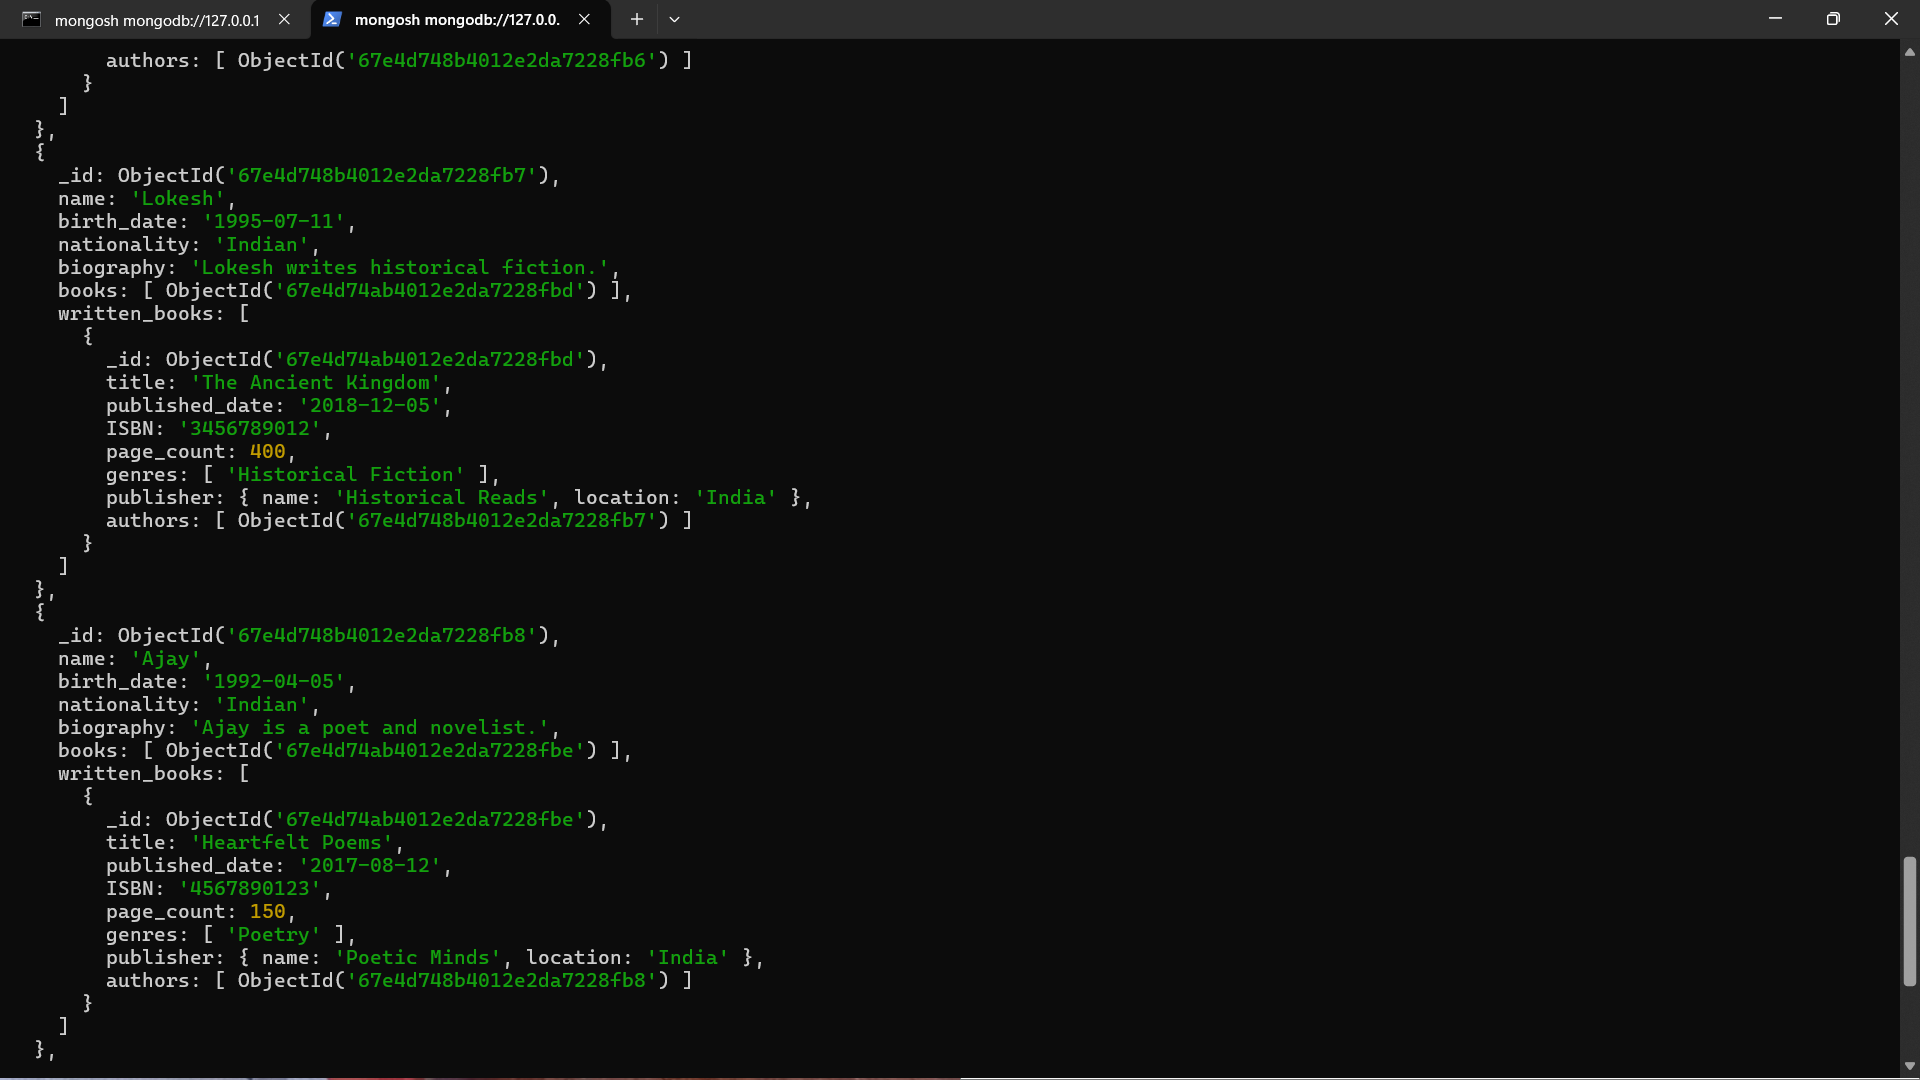 mongosh mongodb://127.0.0.1
mongosh mongodb://127.0.0.
authors: [ ObjectId('67e4d748b4012e2da7228fb6') ]
}
]
},
{
_id: ObjectId('67e4d748b4012e2da7228fb7'),
name: 'Lokesh',
birth_date: '1995-07-11',
nationality: 'Indian',
biography: 'Lokesh writes historical fiction.',
books: [ ObjectId('67e4d74ab4012e2da7228fbd') ],
written_books: [
{
_id: ObjectId('67e4d74ab4012e2da7228fbd'),
title: 'The Ancient Kingdom',
published_date: '2018-12-05',
ISBN: '3456789012',
page_count: 400,
genres: [ 'Historical Fiction' ],
publisher: { name: 'Historical Reads', location: 'India' },
authors: [ ObjectId('67e4d748b4012e2da7228fb7') ]
}
]
},
{
_id: ObjectId('67e4d748b4012e2da7228fb8'),
name: 'Ajay',
birth_date: '1992-04-05',
nationality: 'Indian',
biography: 'Ajay is a poet and novelist.',
books: [ ObjectId('67e4d74ab4012e2da7228fbe') ],
written_books: [
{
_id: ObjectId('67e4d74ab4012e2da7228fbe'),
title: 'Heartfelt Poems',
published_date: '2017-08-12',
ISBN: '4567890123',
page_count: 150,
genres: [ 'Poetry' ],
publisher: { name: 'Poetic Minds', location: 'India' },
authors: [ ObjectId('67e4d748b4012e2da7228fb8') ]
}
]
},